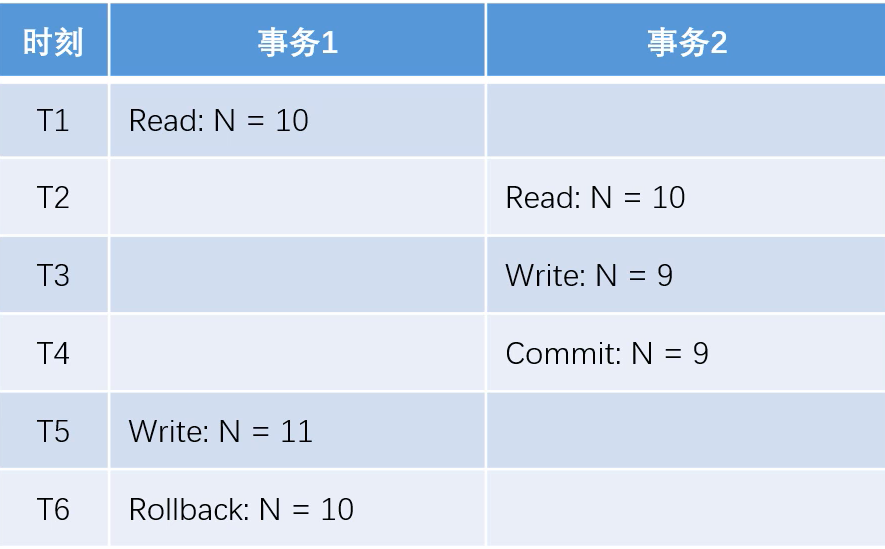 时刻 事务1 事务2
T1 Read: N = 10
T2 Read: N = 10
T3 Write: N = 9
T4 Commit: N = 9
T5 Write: N = 11
T6 Rollback: N = 10